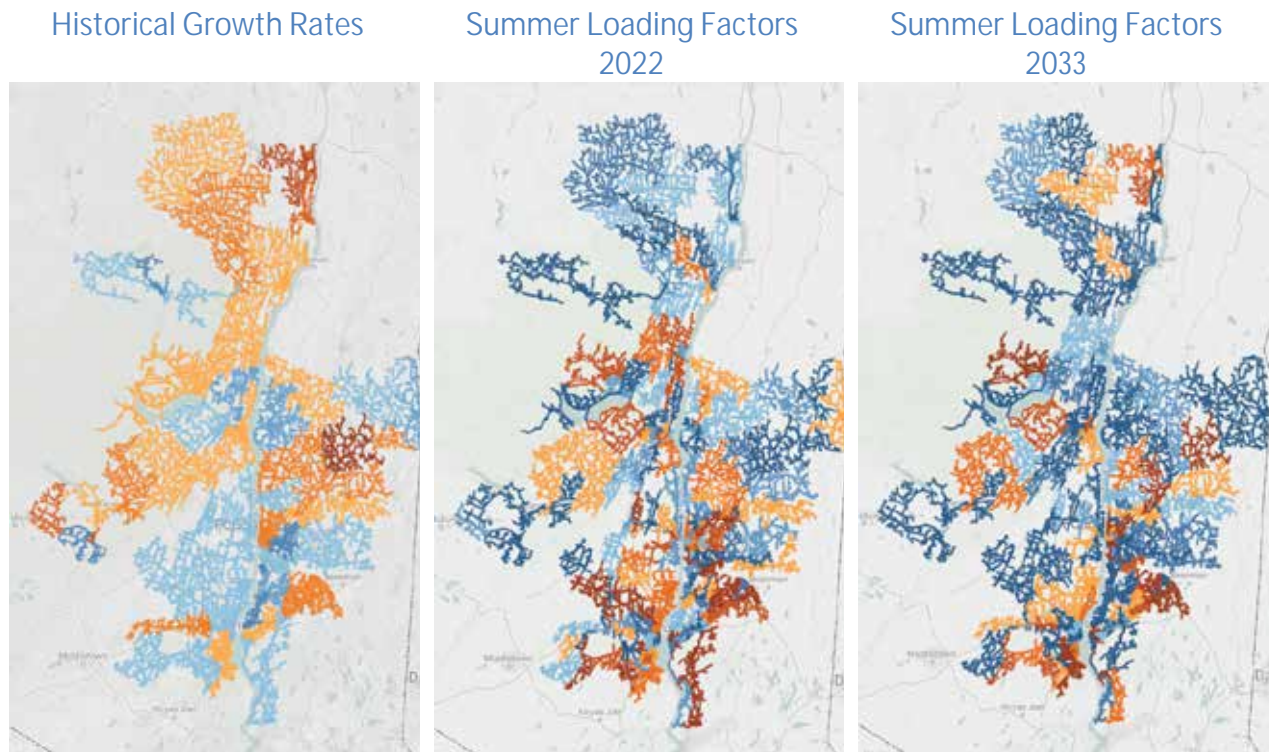 Historical Growth Rates
Summer Loading Factors
2022
Summer Loading Factors
2033